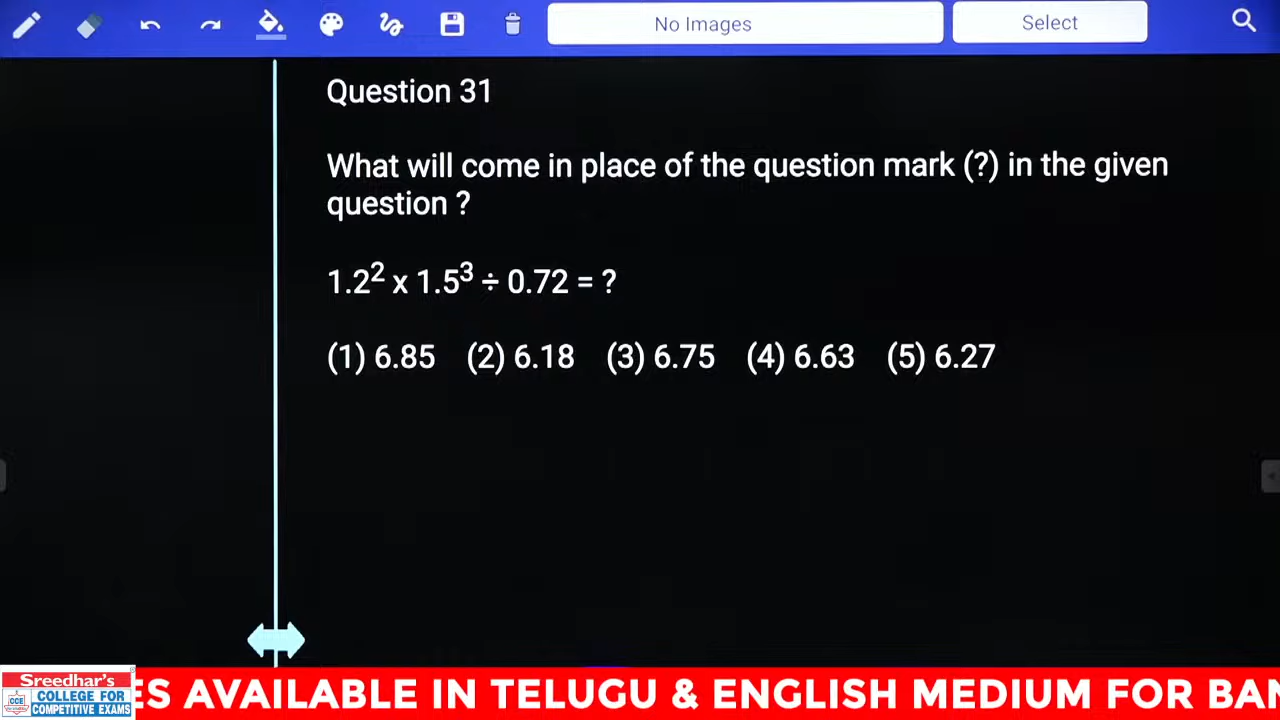 No Images
Select
Question 31
What will come in place of the question mark (?) in the given
question ?
1.2² x 1.5³ ÷ 0.72 = ?
(1) 6.85 (2) 6.18 (3) 6.75 (4) 6.63 (5) 6.27
Sreedhar's
CCE
COLLEGE FOR
COMPETITIVE EXAMS
ES AVAILABLE IN TELUGU & ENGLISH MEDIUM FOR BAN